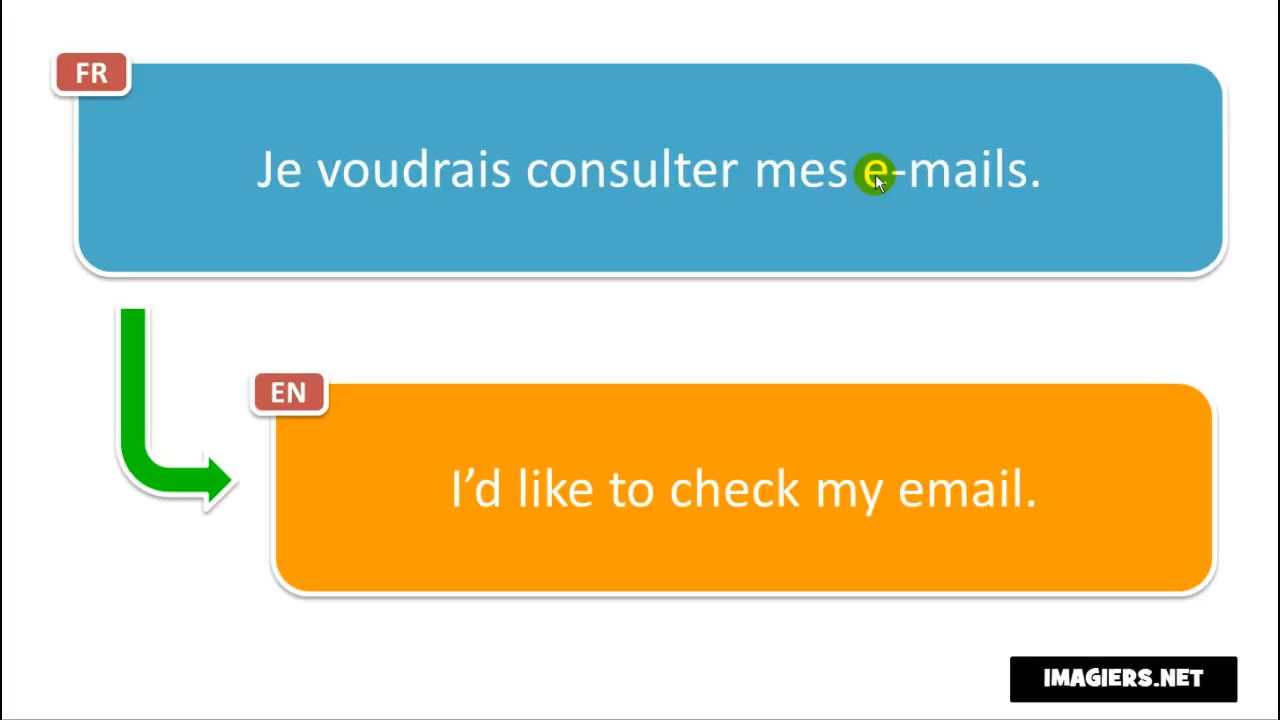 FR
Je voudrais consulter mes e-mails.
EN
I’d like to check my email.
IMAGIERS.NET